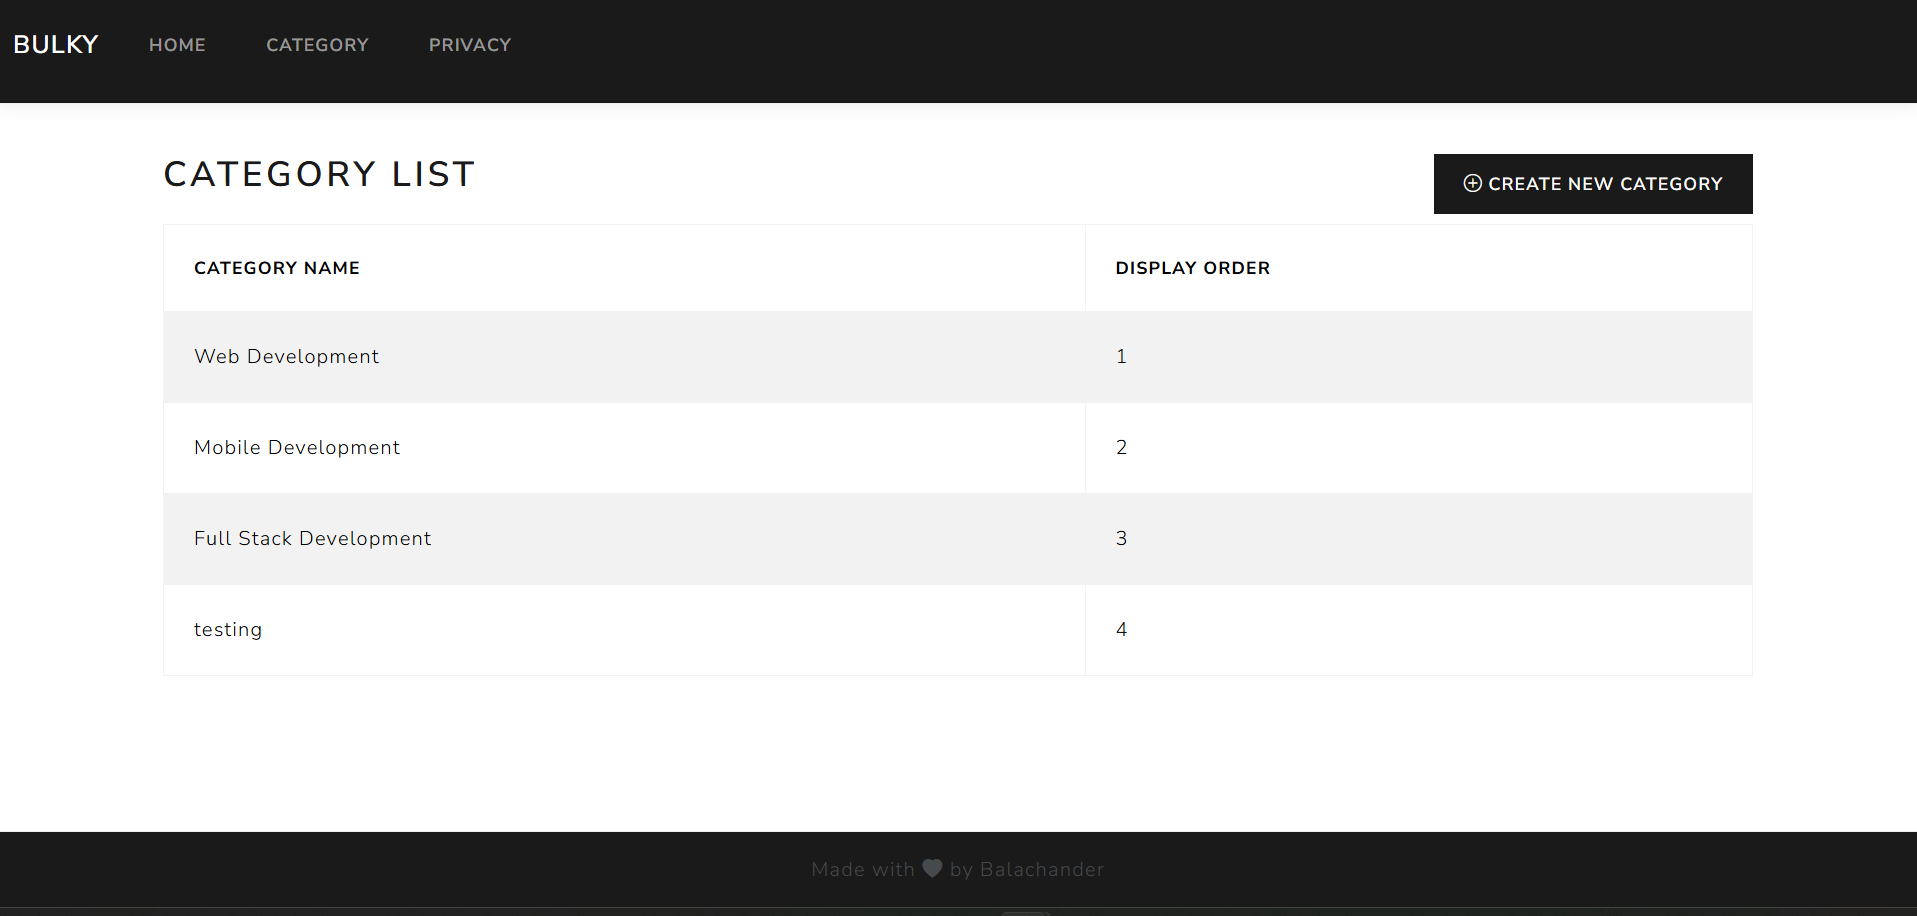 BULKY HOME CATEGORY PRIVACY
CATEGORY LIST
CREATE NEW CATEGORY
CATEGORY NAME DISPLAY ORDER
Web Development 1
Mobile Development 2
Full Stack Development 3
testing 4
Made with by Balachander